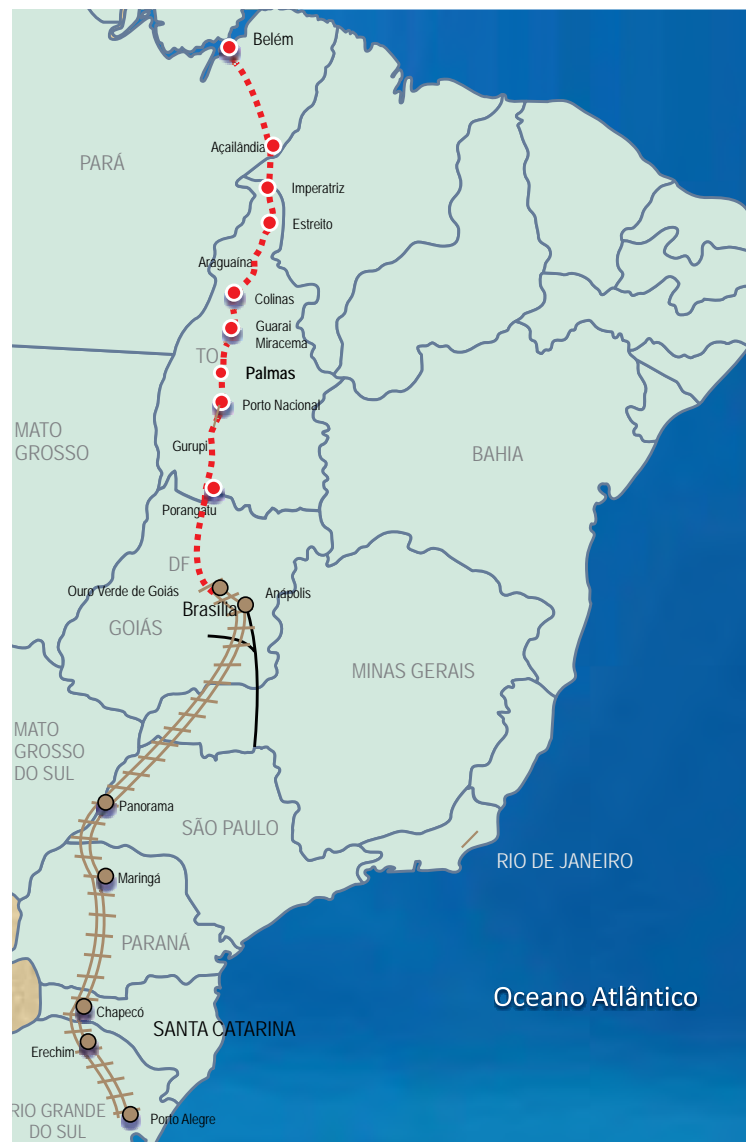 Belém
Açailândia
PARÁ
Imperatriz
Estreito
Araguaína
Colinas
Guarai
Miracema
TO
Palmas
Porto Nacional
MATO
GROSSO
Gurupi
BAHIA
Porangatu
DF
Ouro Verde de Goiás
Anápolis
Brasília
GOIÁS
MINAS GERAIS
MATO
GROSSO
DO SUL
Panorama
SÃO PAULO
RIO DE JANEIRO
Maringá
PARANÁ
Oceano Atlântico
Chapecó
SANTA CATARINA
Erechim
RIO GRANDE
DO SUL
Porto Alegre